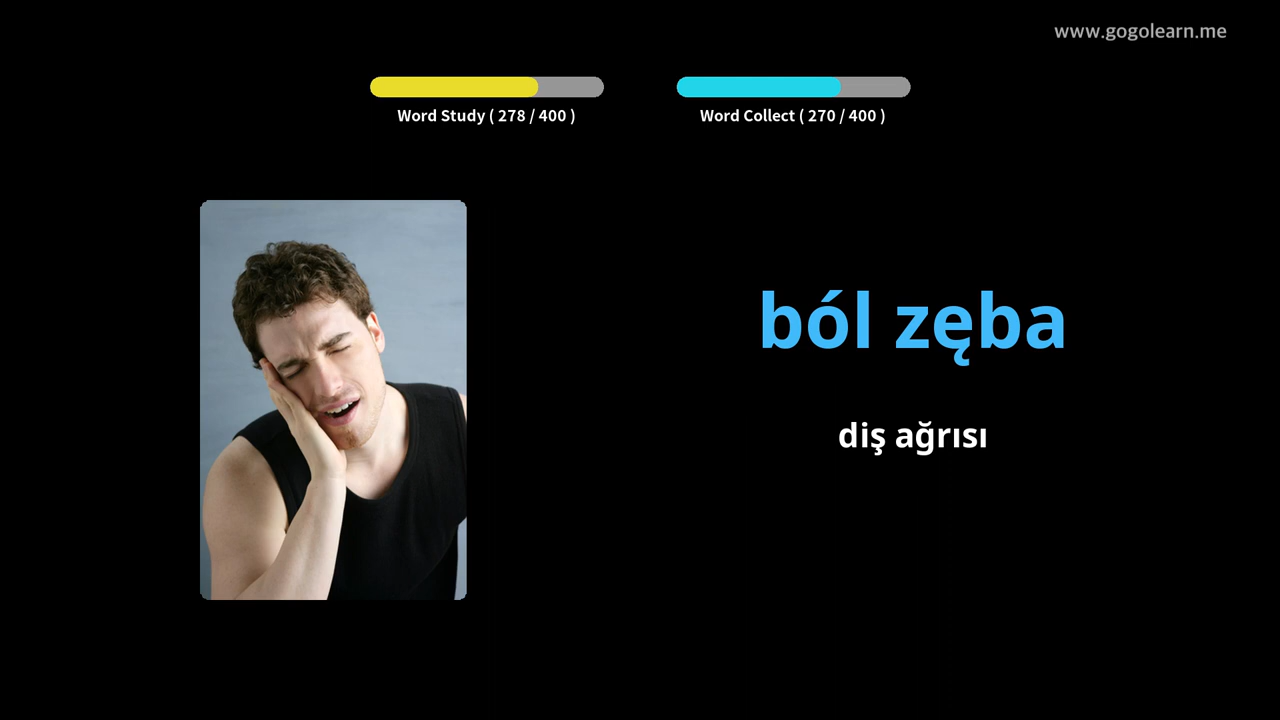 www.gogolearn.me
Word Study ( 278 / 400 )
Word Collect ( 270 / 400 )
ból zęba
diş ağrısı